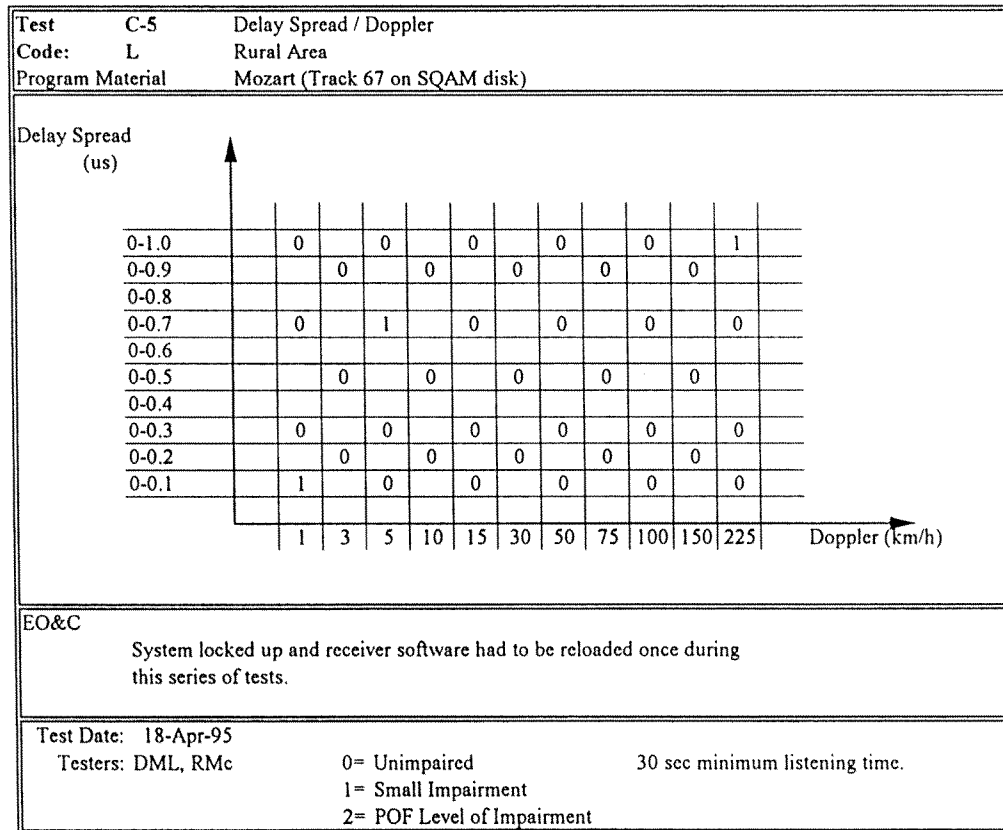 Test C-5 Delay Spread / Doppler
Code: L Rural Area
Program Material Mozart (Track 67 on SQAM disk)
Delay Spread
(us)
0-1.0 0 0 0 0 0 1
0-0.9 0 0 0 0 0
0-0.8
0-0.7 0 1 0 0 0 0
0-0.6
0-0.5 0 0 0 0 0
0-0.4
0-0.3 0 0 0 0 0 0
0-0.2 0 0 0 0 0
0-0.1 1 0 0 0 0 0
1 3 5 10 15 30 50 75 100 150 225 Doppler (km/h)
EO&C
System locked up and receiver software had to be reloaded once during
this series of tests.
Test Date: 18-Apr-95
Testers: DML, RMc 0= Unimpaired 30 sec minimum listening time.
1= Small Impairment
2= POF Level of Impairment